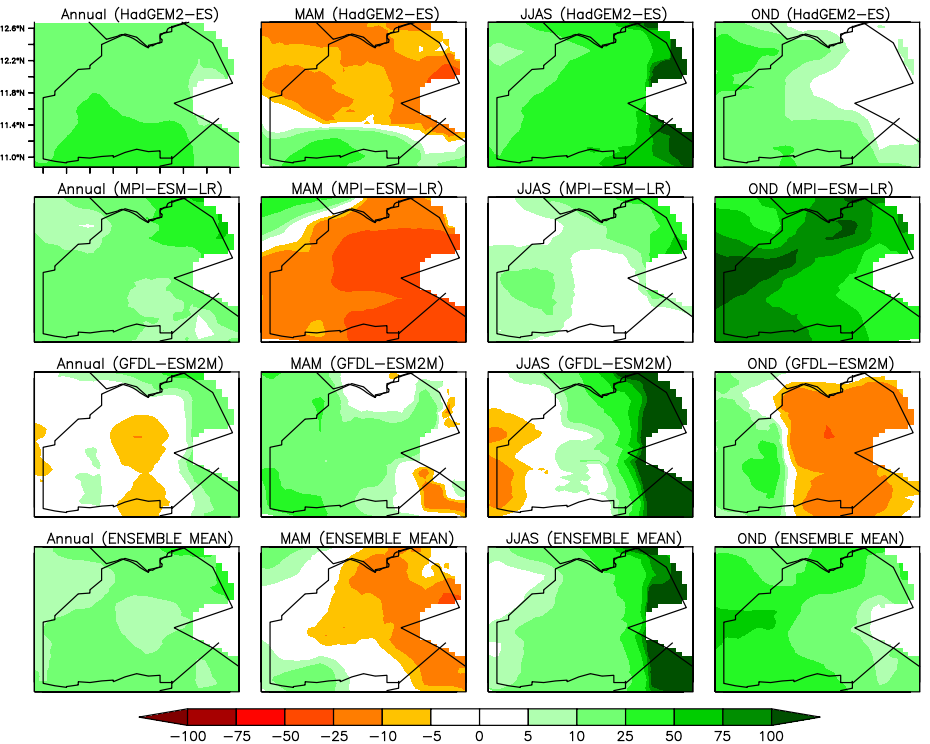 Annual (HadGEM2-ES) MAM (HadGEM2-ES) JJAS (HadGEM2-ES) OND (HadGEM2-ES)
12.6°N
12.2°N
11.8°N
11.4°N
11.0°N
Annual (MPI-ESM-LR) MAM (MPI-ESM-LR) JJAS (MPI-ESM-LR) OND (MPI-ESM-LR)
Annual (GFDL-ESM2M) MAM (GFDL-ESM2M) JJAS (GFDL-ESM2M) OND (GFDL-ESM2M)
Annual (ENSEMBLE MEAN) MAM (ENSEMBLE MEAN) JJAS (ENSEMBLE MEAN) OND (ENSEMBLE MEAN)
-100 -75 -50 -25 -10 -5 0 5 10 25 50 75 100